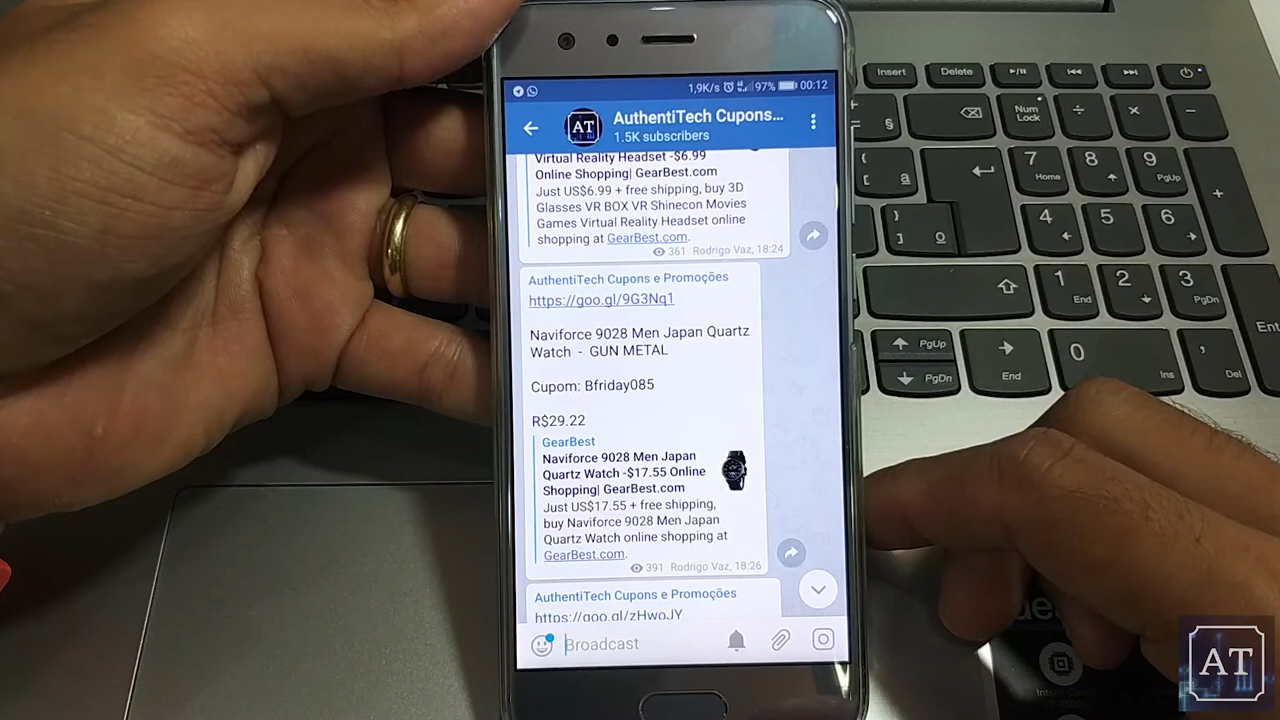 1,9K/s 97% 00:12
AT
AuthentiTech Cupons...
1.5K subscribers
Virtual Reality Headset -$6.99
Online Shopping| GearBest.com
Just US$6.99 + free shipping, buy 3D
Glasses VR BOX VR Shinecon Movies
Games Virtual Reality Headset online
shopping at GearBest.com.
361 Rodrigo Vaz, 18:24
AuthentiTech Cupons e Promoções
https://goo.gl/9G3Nq1
Naviforce 9028 Men Japan Quartz
Watch - GUN METAL
Cupom: Bfriday085
R$29.22
GearBest
Naviforce 9028 Men Japan
Quartz Watch -$17.55 Online
Shopping| GearBest.com
Just US$17.55 + free shipping,
buy Naviforce 9028 Men Japan
Quartz Watch online shopping at
GearBest.com.
391 Rodrigo Vaz, 18:26
AuthentiTech Cupons e Promoções
https://goo.gl/zHwoJY
Broadcast
Insert Delete
§ Num
Lock ÷ × −
ª 7 8 9 +
Home PgUp
] º 4 5 6
1 2 3
End PgDn
PgUp End 0 , Ent
PgDn Ins Del
AT